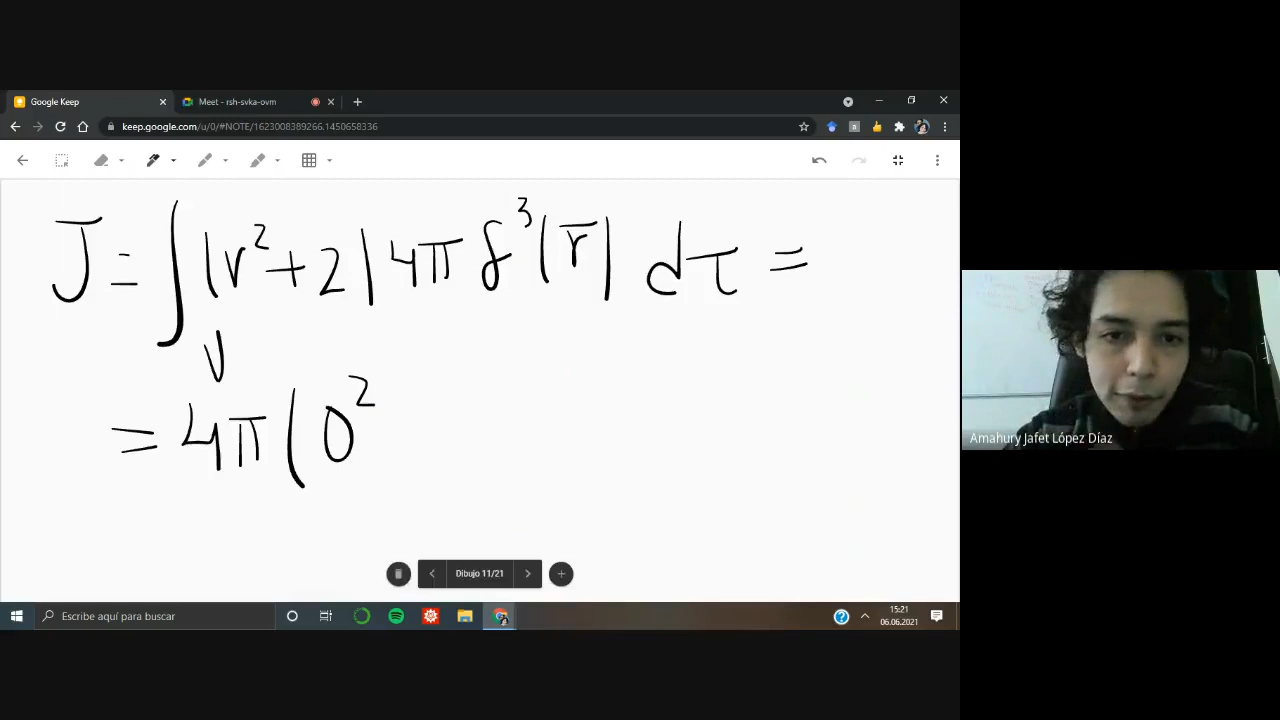 Google Keep
Meet - rsh-svka-ovm
keep.google.com/u/0/#NOTE/1623008389266.1450658336
J = ∫ (r² + 2) 4π δ³(r̄) dτ =
V
= 4π ( 0²
Amahury Jafet López Díaz
Dibujo 11/21
Escribe aquí para buscar
15:21
06.06.2021